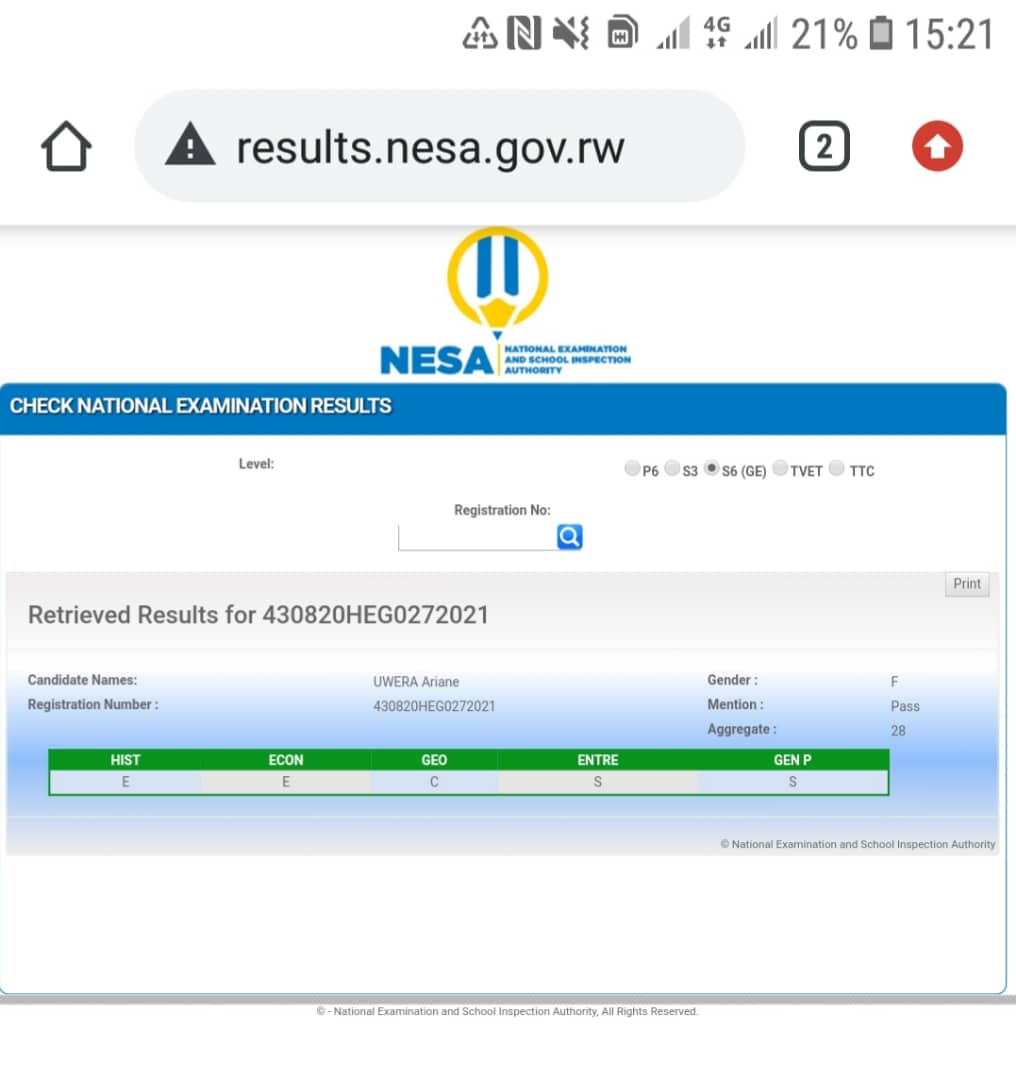 4G 21% 15:21
results.nesa.gov.rw 2
NESA NATIONAL EXAMINATION
AND SCHOOL INSPECTION
AUTHORITY
CHECK NATIONAL EXAMINATION RESULTS
Level: P6 S3 S6 (GE) TVET TTC
Registration No:
Print
Retrieved Results for 430820HEG0272021
Candidate Names: UWERA Ariane Gender : F
Registration Number : 430820HEG0272021 Mention : Pass
Aggregate : 28
HIST ECON GEO ENTRE GEN P
E E C S S
© National Examination and School Inspection Authority
© - National Examination and School Inspection Authority, All Rights Reserved.